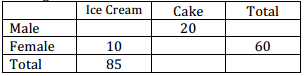 Ice Cream Cake Total
Male 20
Female 10 60
Total 85